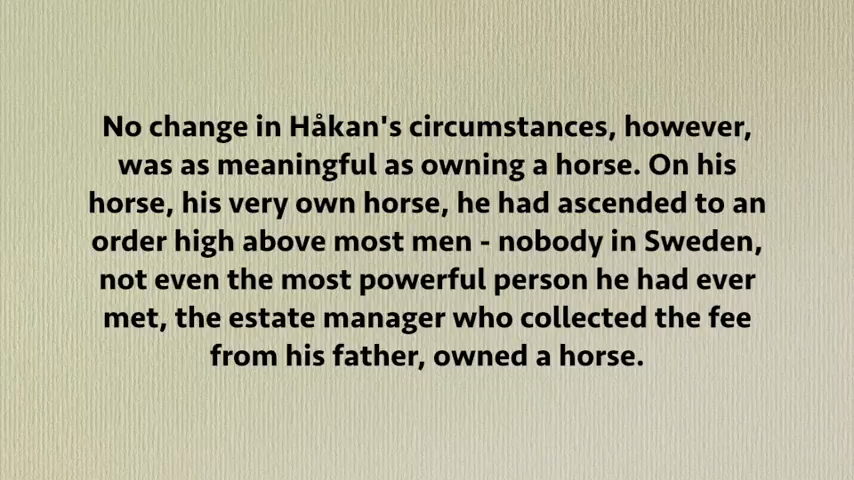 No change in Håkan's circumstances, however,
was as meaningful as owning a horse. On his
horse, his very own horse, he had ascended to an
order high above most men - nobody in Sweden,
not even the most powerful person he had ever
met, the estate manager who collected the fee
from his father, owned a horse.